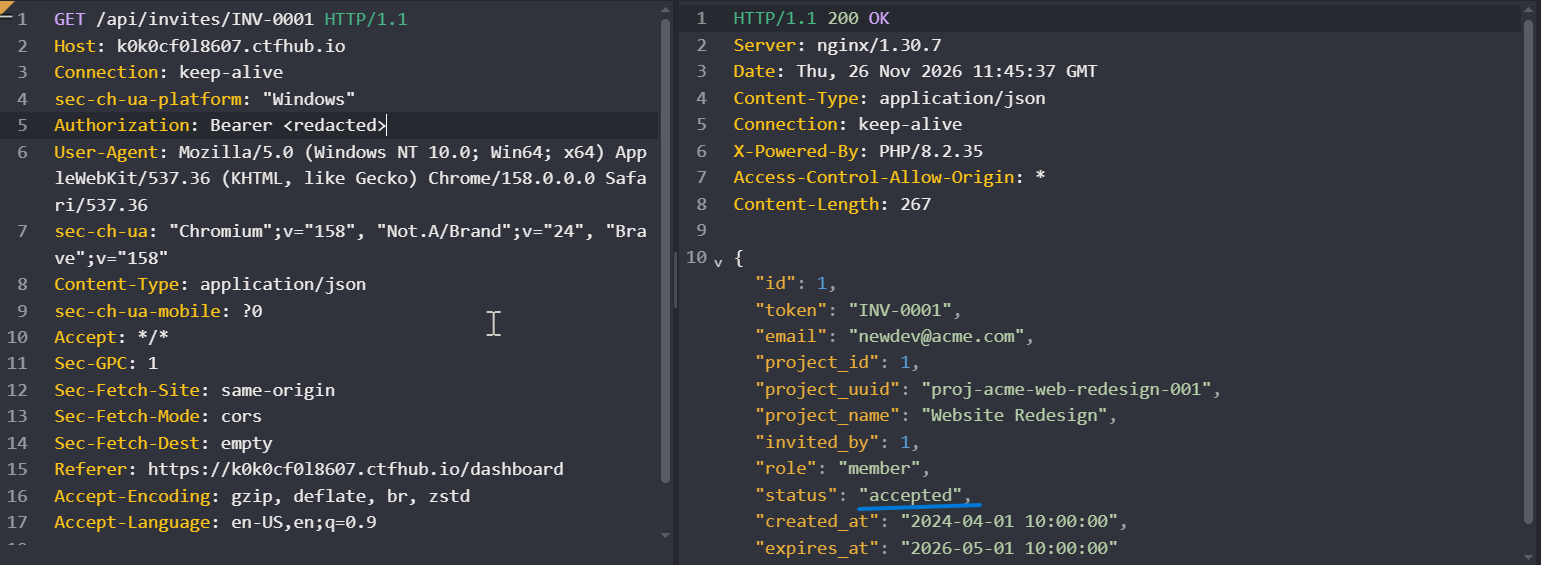 1 GET /api/invites/INV-0001 HTTP/1.1
2 Host: k0k0cf0l8607.ctfhub.io
3 Connection: keep-alive
4 sec-ch-ua-platform: "Windows"
5 Authorization: Bearer <redacted>
6 User-Agent: Mozilla/5.0 (Windows NT 10.0; Win64; x64) App
leWebKit/537.36 (KHTML, like Gecko) Chrome/158.0.0.0 Safa
ri/537.36
7 sec-ch-ua: "Chromium";v="158", "Not.A/Brand";v="24", "Bra
ve";v="158"
8 Content-Type: application/json
9 sec-ch-ua-mobile: ?0
10 Accept: */*
11 Sec-GPC: 1
12 Sec-Fetch-Site: same-origin
13 Sec-Fetch-Mode: cors
14 Sec-Fetch-Dest: empty
15 Referer: https://k0k0cf0l8607.ctfhub.io/dashboard
16 Accept-Encoding: gzip, deflate, br, zstd
17 Accept-Language: en-US,en;q=0.9
1 HTTP/1.1 200 OK
2 Server: nginx/1.30.7
3 Date: Thu, 26 Nov 2026 11:45:37 GMT
4 Content-Type: application/json
5 Connection: keep-alive
6 X-Powered-By: PHP/8.2.35
7 Access-Control-Allow-Origin: *
8 Content-Length: 267
9
10 {
"id": 1,
"token": "INV-0001",
"email": "newdev@acme.com",
"project_id": 1,
"project_uuid": "proj-acme-web-redesign-001",
"project_name": "Website Redesign",
"invited_by": 1,
"role": "member",
"status": "accepted",
"created_at": "2024-04-01 10:00:00",
"expires_at": "2026-05-01 10:00:00"